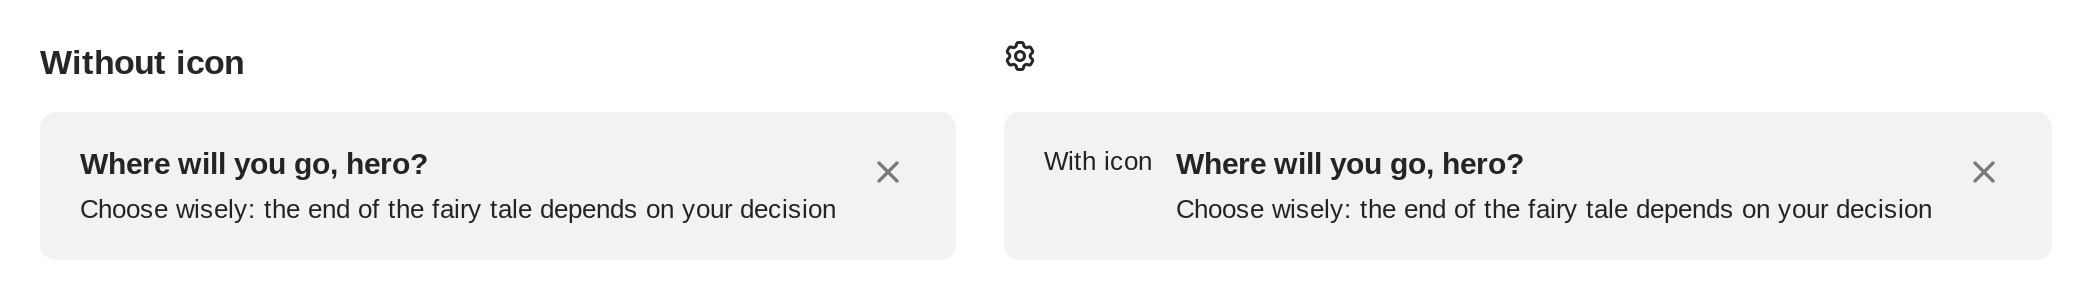 Without icon
Where will you go, hero?
Choose wisely: the end of the fairy tale depends on your decision
With icon
Where will you go, hero?
Choose wisely: the end of the fairy tale depends on your decision